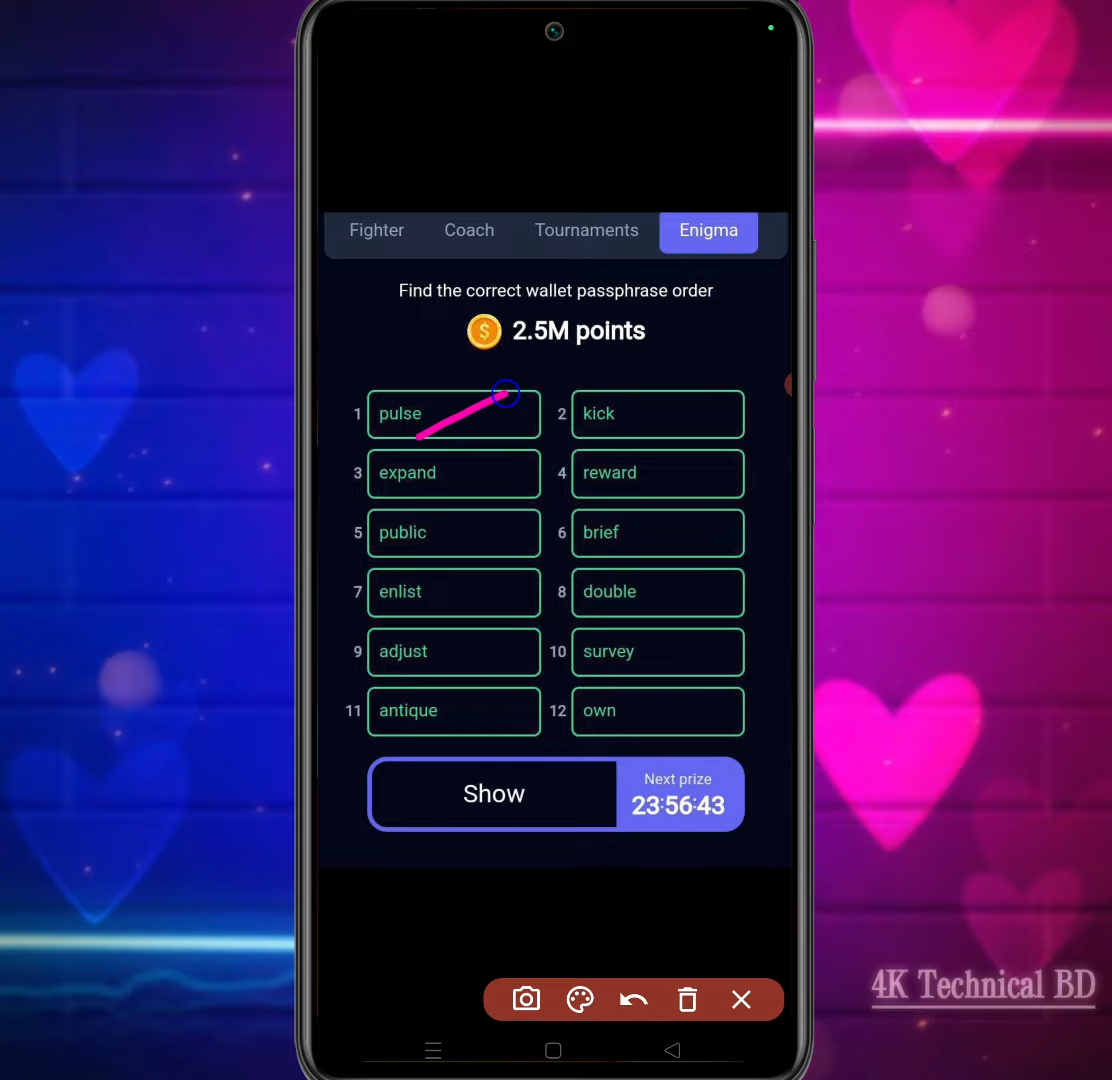 Fighter Coach Tournaments Enigma
Find the correct wallet passphrase order
2.5M points
1 pulse 2 kick
3 expand 4 reward
5 public 6 brief
7 enlist 8 double
9 adjust 10 survey
11 antique 12 own
Show
Next prize
23:56:43
4K Technical BD